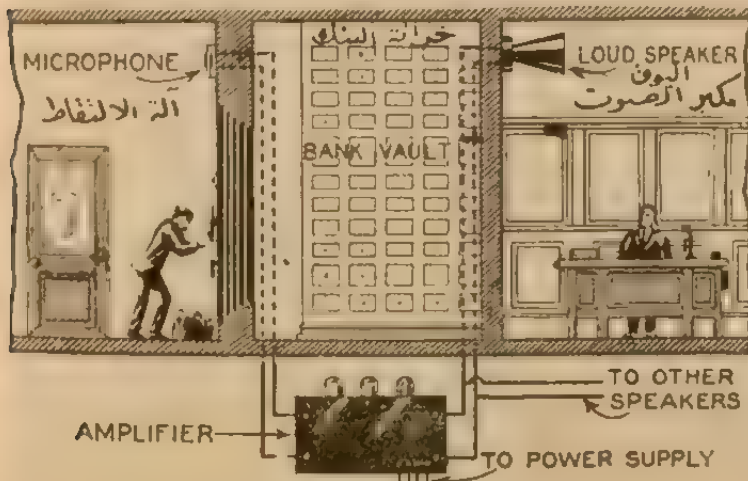 خزانة البنك
MICROPHONE
آلة الالتقاط
BANK VAULT
LOUD SPEAKER
البوق
مكبر الصوت
TO OTHER
SPEAKERS
AMPLIFIER
TO POWER SUPPLY